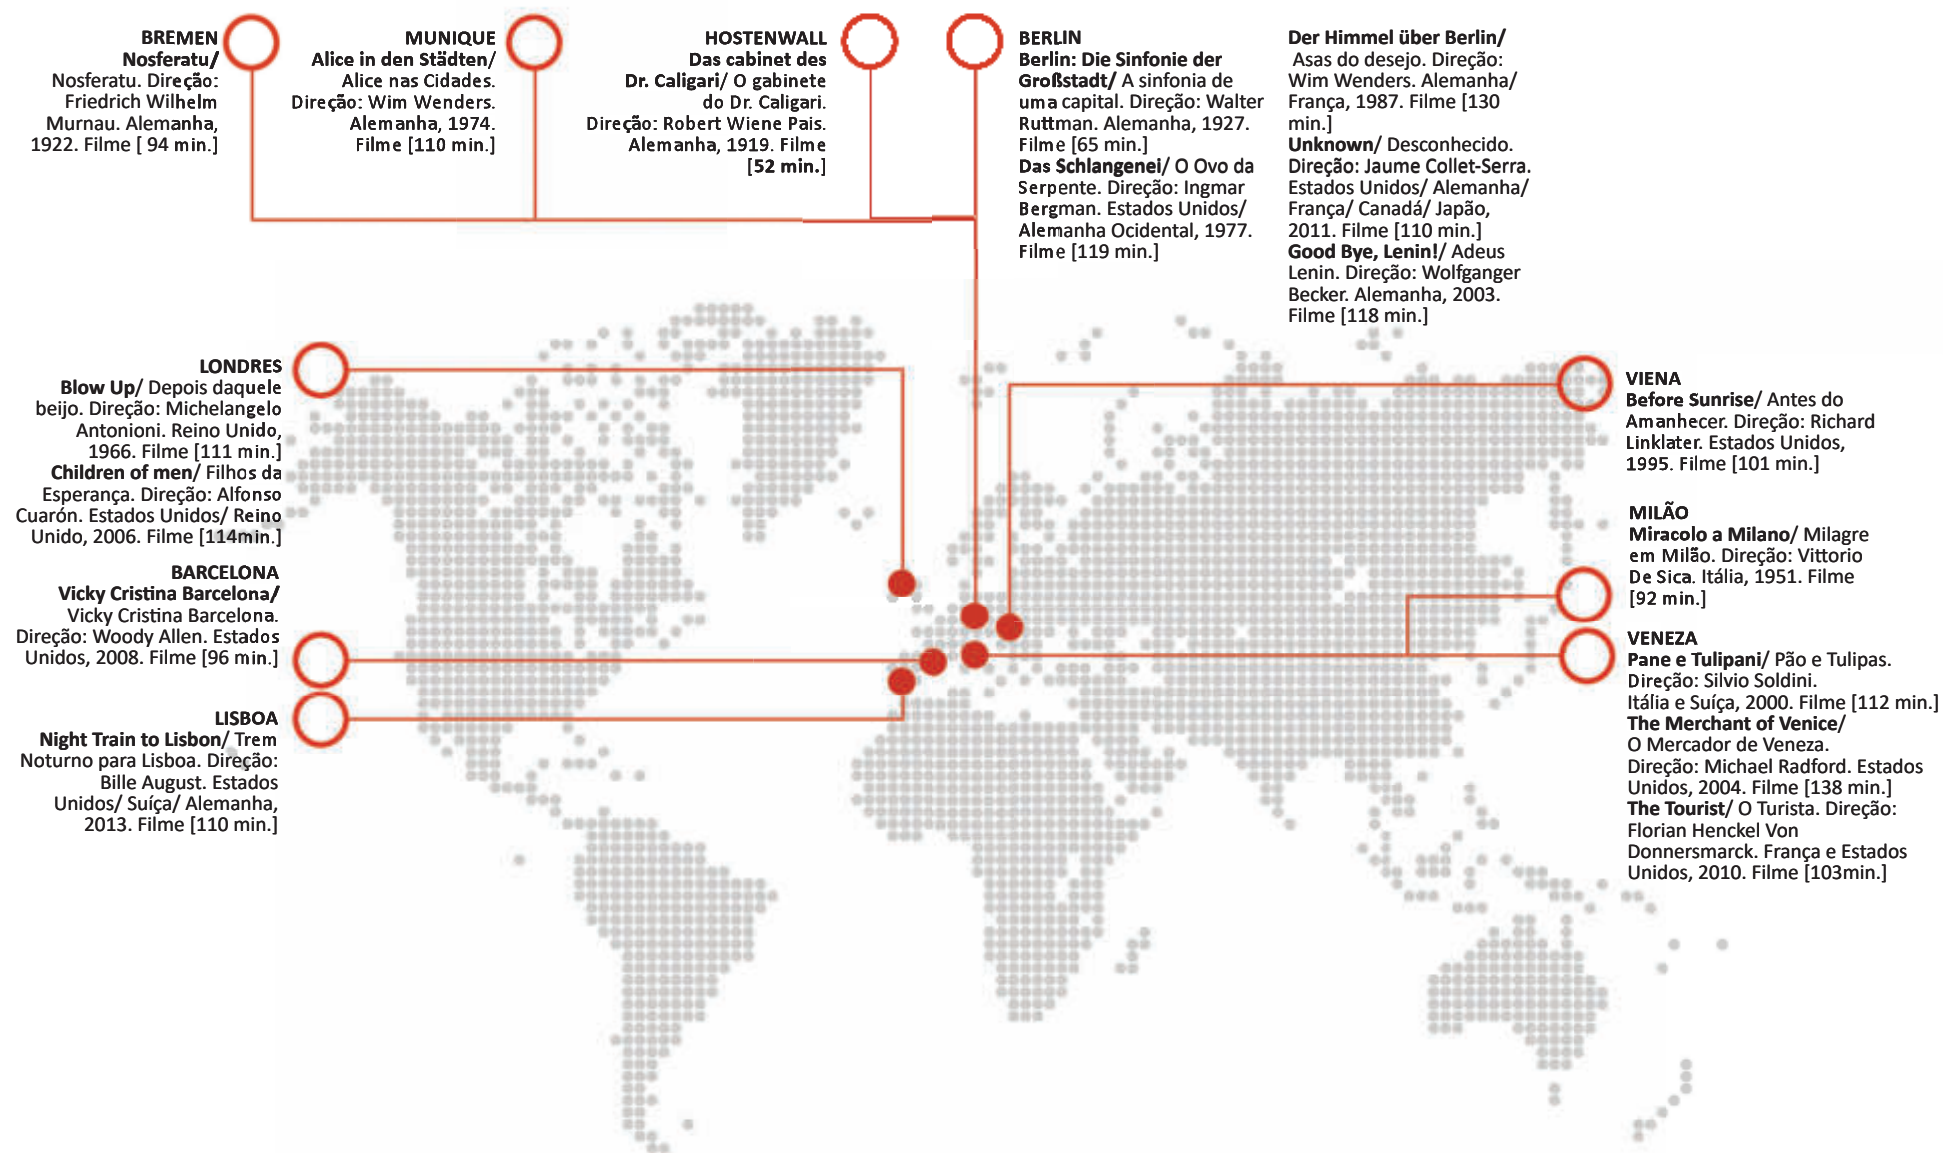 BREMEN
Nosferatu/
Nosferatu. Direção:
Friedrich Wilhelm
Murnau. Alemanha,
1922. Filme [ 94 min.]
MUNIQUE
Alice in den Städten/
Alice nas Cidades.
Direção: Wim Wenders.
Alemanha, 1974.
Filme [110 min.]
HOSTENWALL
Das cabinet des
Dr. Caligari/ O gabinete
do Dr. Caligari.
Direção: Robert Wiene Pais.
Alemanha, 1919. Filme
[52 min.]
BERLIN
Berlin: Die Sinfonie der
Großstadt/ A sinfonia de
uma capital. Direção: Walter
Ruttman. Alemanha, 1927.
Filme [65 min.]
Das Schlangenei/ O Ovo da
Serpente. Direção: Ingmar
Bergman. Estados Unidos/
Alemanha Ocidental, 1977.
Filme [119 min.]
Der Himmel über Berlin/
Asas do desejo. Direção:
Wim Wenders. Alemanha/
França, 1987. Filme [130
min.]
Unknown/ Desconhecido.
Direção: Jaume Collet-Serra.
Estados Unidos/ Alemanha/
França/ Canadá/ Japão,
2011. Filme [110 min.]
Good Bye, Lenin!/ Adeus
Lenin. Direção: Wolfganger
Becker. Alemanha, 2003.
Filme [118 min.]
LONDRES
Blow Up/ Depois daquele
beijo. Direção: Michelangelo
Antonioni. Reino Unido,
1966. Filme [111 min.]
Children of men/ Filhos da
Esperança. Direção: Alfonso
Cuarón. Estados Unidos/ Reino
Unido, 2006. Filme [114min.]
BARCELONA
Vicky Cristina Barcelona/
Vicky Cristina Barcelona.
Direção: Woody Allen. Estados
Unidos, 2008. Filme [96 min.]
LISBOA
Night Train to Lisbon/ Trem
Noturno para Lisboa. Direção:
Bille August. Estados
Unidos/ Suíça/ Alemanha,
2013. Filme [110 min.]
VIENA
Before Sunrise/ Antes do
Amanhecer. Direção: Richard
Linklater. Estados Unidos,
1995. Filme [101 min.]
MILÃO
Miracolo a Milano/ Milagre
em Milão. Direção: Vittorio
De Sica. Itália, 1951. Filme
[92 min.]
VENEZA
Pane e Tulipani/ Pão e Tulipas.
Direção: Silvio Soldini.
Itália e Suíça, 2000. Filme [112 min.]
The Merchant of Venice/
O Mercador de Veneza.
Direção: Michael Radford. Estados
Unidos, 2004. Filme [138 min.]
The Tourist/ O Turista. Direção:
Florian Henckel Von
Donnersmarck. França e Estados
Unidos, 2010. Filme [103min.]